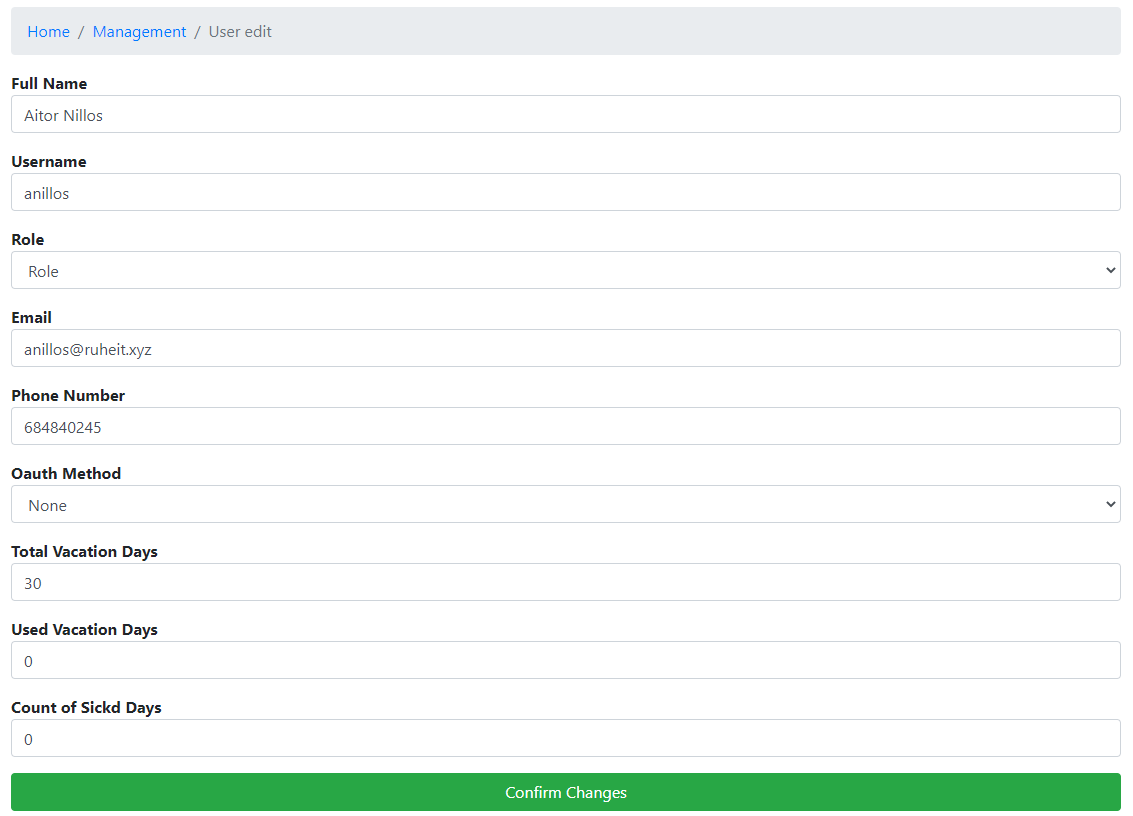 Home / Management / User edit
Full Name
Aitor Nillos
Username
anillos
Role
Role
Email
anillos@ruheit.xyz
Phone Number
684840245
Oauth Method
None
Total Vacation Days
30
Used Vacation Days
0
Count of Sickd Days
0
Confirm Changes